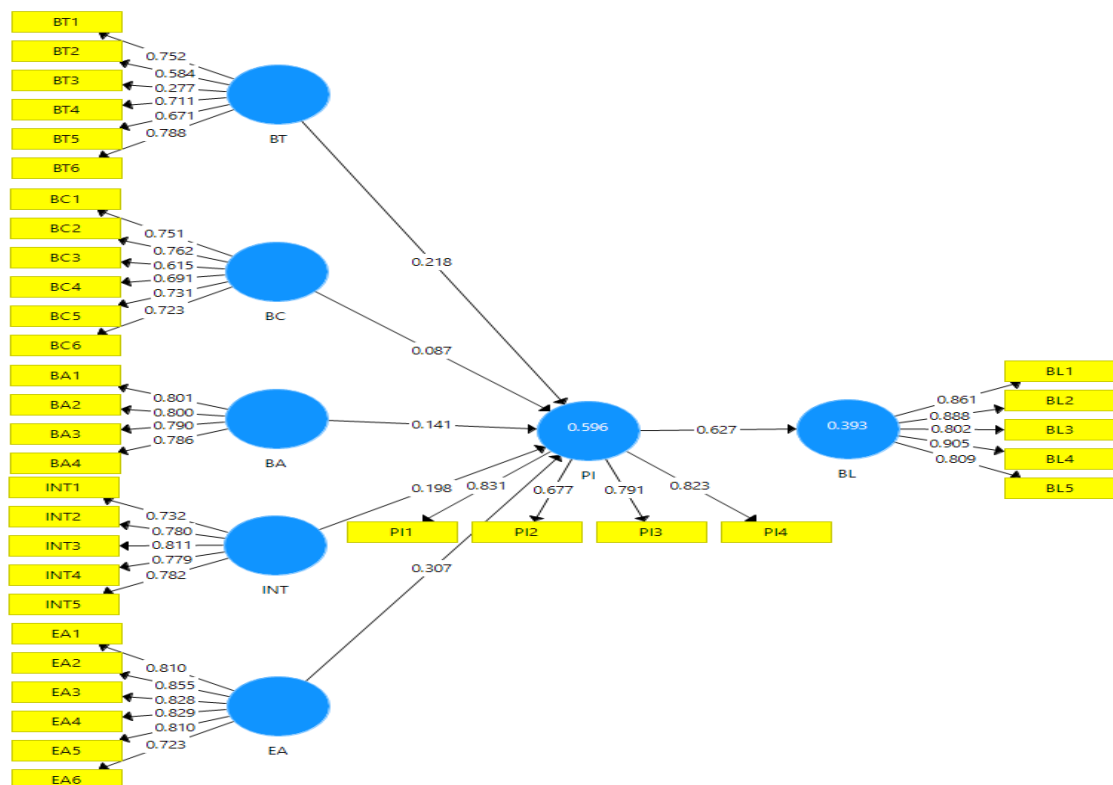 BT1
BT2
BT3
BT4
BT5
BT6
0.752
0.584
0.277
0.711
0.671
0.788
BT
BC1
BC2
BC3
BC4
BC5
BC6
0.751
0.762
0.615
0.691
0.731
0.723
BC
BA1
BA2
BA3
BA4
0.801
0.800
0.790
0.786
BA
INT1
INT2
INT3
INT4
INT5
0.732
0.780
0.811
0.779
0.782
INT
EA1
EA2
EA3
EA4
EA5
EA6
0.810
0.855
0.828
0.829
0.810
0.723
EA
0.218
0.087
0.141
0.198
0.307
0.596
PI
0.831
0.677
0.791
0.823
PI1
PI2
PI3
PI4
0.627
0.393
BL
0.861
0.888
0.802
0.905
0.809
BL1
BL2
BL3
BL4
BL5